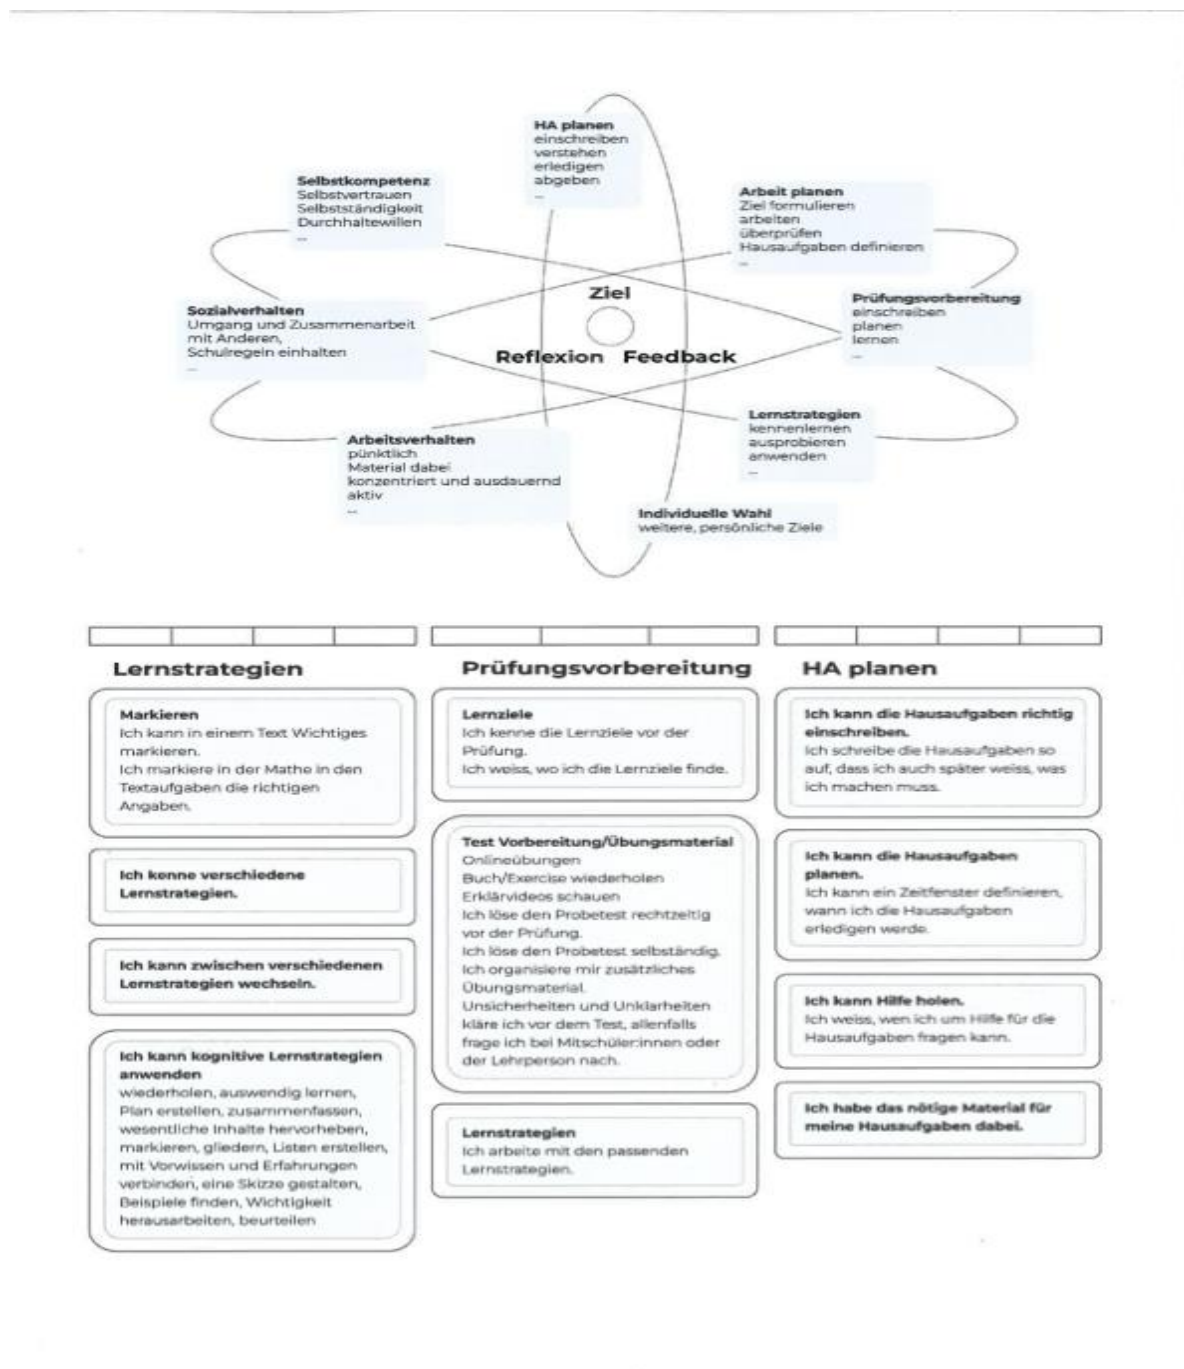 HA planen
einschreiben
verstehen
erledigen
abgeben
...
Selbstkompetenz
Selbstvertrauen
Selbstständigkeit
Durchhaltewillen
...
Arbeit planen
Ziel formulieren
arbeiten
überprüfen
Hausaufgaben definieren
...
Sozialverhalten
Umgang und Zusammenarbeit
mit Anderen,
Schulregeln einhalten
...
Ziel
Reflexion Feedback
Prüfungsvorbereitung
einschreiben
planen
lernen
...
Arbeitsverhalten
pünktlich
Material dabei
konzentriert und ausdauernd
aktiv
...
Lernstrategien
kennenlernen
ausprobieren
anwenden
...
Individuelle Wahl
weitere, persönliche Ziele
Lernstrategien
Markieren
Ich kann in einem Text Wichtiges
markieren.
Ich markiere in der Mathe in den
Textaufgaben die richtigen
Angaben.
Ich kenne verschiedene
Lernstrategien.
Ich kann zwischen verschiedenen
Lernstrategien wechseln.
Ich kann kognitive Lernstrategien
anwenden
wiederholen, auswendig lernen,
Plan erstellen, zusammenfassen,
wesentliche Inhalte hervorheben,
markieren, gliedern, Listen erstellen,
mit Vorwissen und Erfahrungen
verbinden, eine Skizze gestalten,
Beispiele finden, Wichtigkeit
herausarbeiten, beurteilen
Prüfungsvorbereitung
Lernziele
Ich kenne die Lernziele vor der
Prüfung.
Ich weiss, wo ich die Lernziele finde.
Test Vorbereitung/Übungsmaterial
Onlineübungen
Buch/Exercise wiederholen
Erklärvideos schauen
Ich löse den Probetest rechtzeitig
vor der Prüfung.
Ich löse den Probetest selbständig.
Ich organisiere mir zusätzliches
Übungsmaterial.
Unsicherheiten und Unklarheiten
kläre ich vor dem Test, allenfalls
frage ich bei Mitschüler:innen oder
der Lehrperson nach.
Lernstrategien
Ich arbeite mit den passenden
Lernstrategien.
HA planen
Ich kann die Hausaufgaben richtig
einschreiben.
Ich schreibe die Hausaufgaben so
auf, dass ich auch später weiss, was
ich machen muss.
Ich kann die Hausaufgaben
planen.
Ich kann ein Zeitfenster definieren,
wann ich die Hausaufgaben
erledigen werde.
Ich kann Hilfe holen.
Ich weiss, wen ich um Hilfe für die
Hausaufgaben fragen kann.
Ich habe das nötige Material für
meine Hausaufgaben dabei.